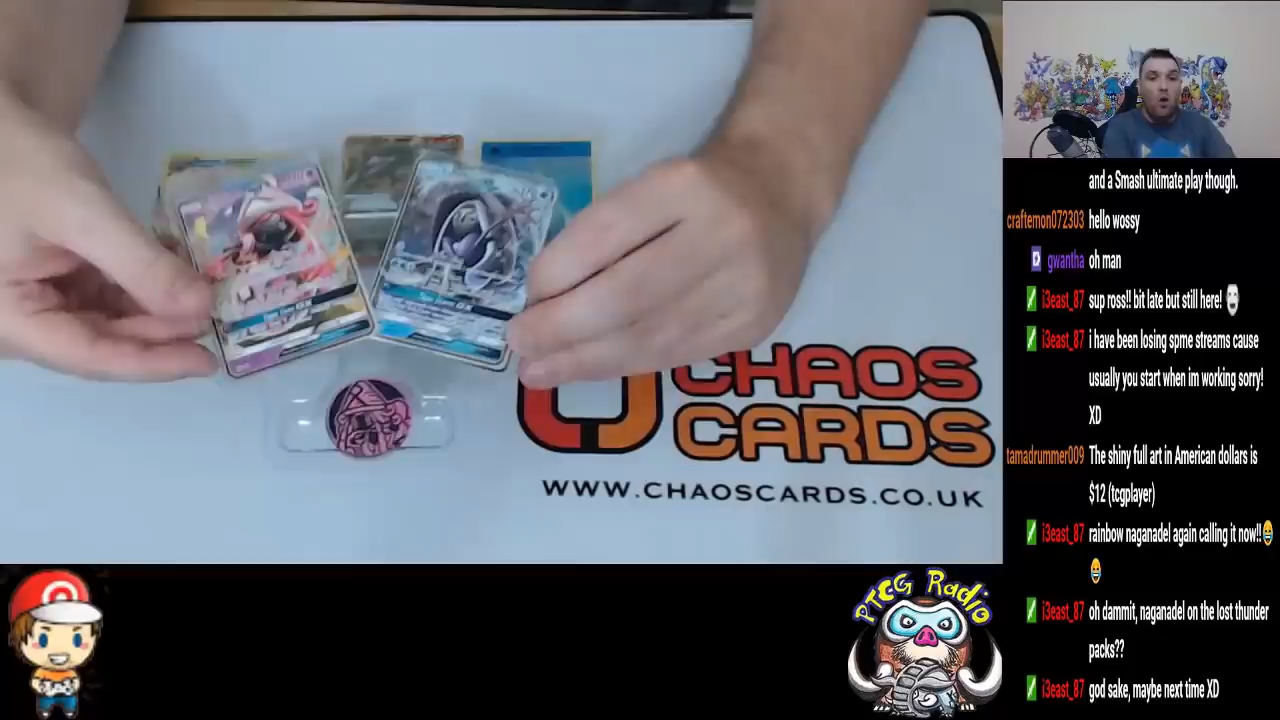 GX
GX
CHAOS
CARDS
WWW.CHAOSCARDS.CO.UK
PTCG Radio
and a Smash ultimate play though.
craftemon072303 hello wossy
gwantha oh man
i3east_87 sup ross!! bit late but still here!
i3east_87 i have been losing spme streams cause
usually you start when im working sorry!
XD
tamadrummer009 The shiny full art in American dollars is
$12 (tcgplayer)
i3east_87 rainbow naganadel again calling it now!!
i3east_87 oh dammit, naganadel on the lost thunder
packs??
i3east_87 god sake, maybe next time XD